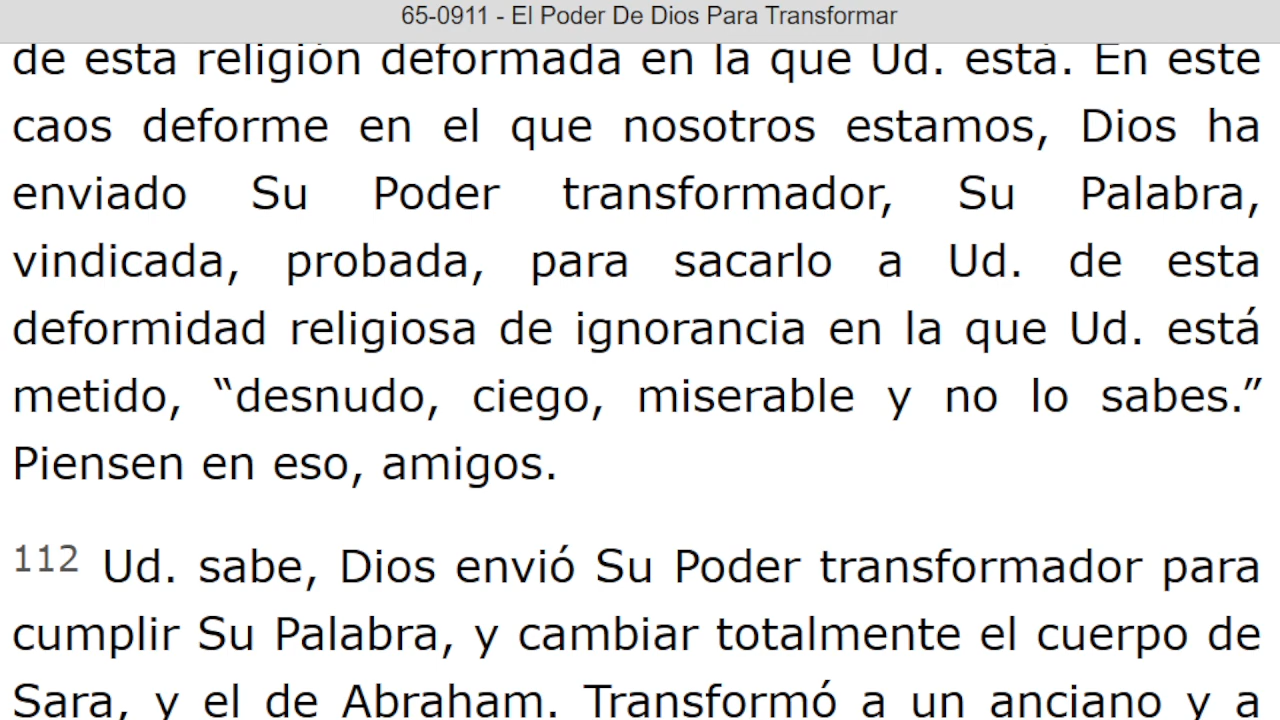 65-0911 - El Poder De Dios Para Transformar
de esta religión deformada en la que Ud. está. En este
caos deforme en el que nosotros estamos, Dios ha
enviado Su Poder transformador, Su Palabra,
vindicada, probada, para sacarlo a Ud. de esta
deformidad religiosa de ignorancia en la que Ud. está
metido, “desnudo, ciego, miserable y no lo sabes.”
Piensen en eso, amigos.
112 Ud. sabe, Dios envió Su Poder transformador para
cumplir Su Palabra, y cambiar totalmente el cuerpo de
Sara, y el de Abraham. Transformó a un anciano y a